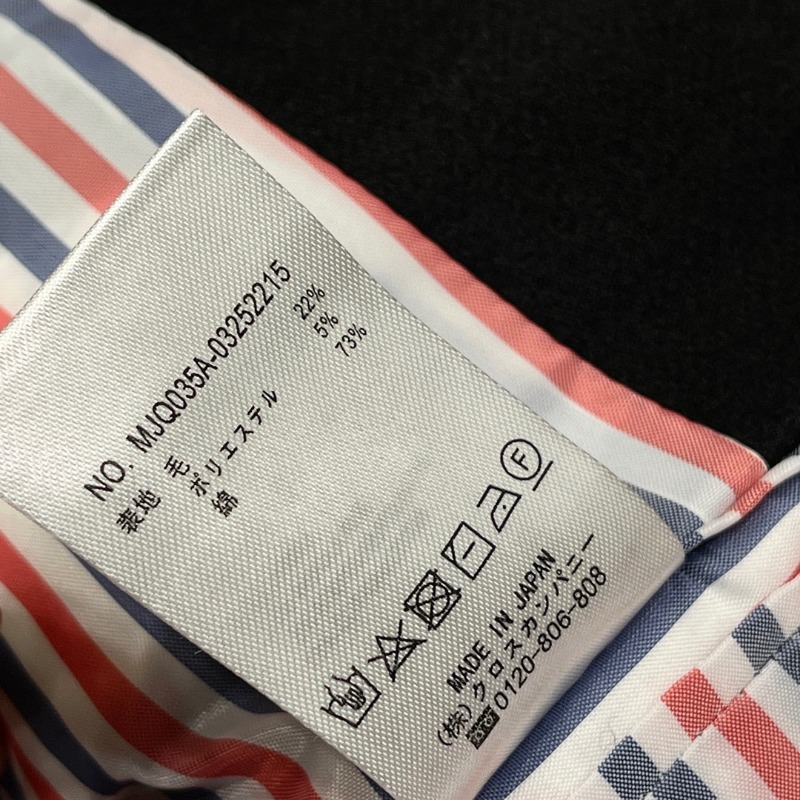 NO. MJQ035A-03252215
表地 毛 22%
ポリエステル 5%
綿 73%
F
MADE IN JAPAN
(株)クロスカンパニー
0120-806-808